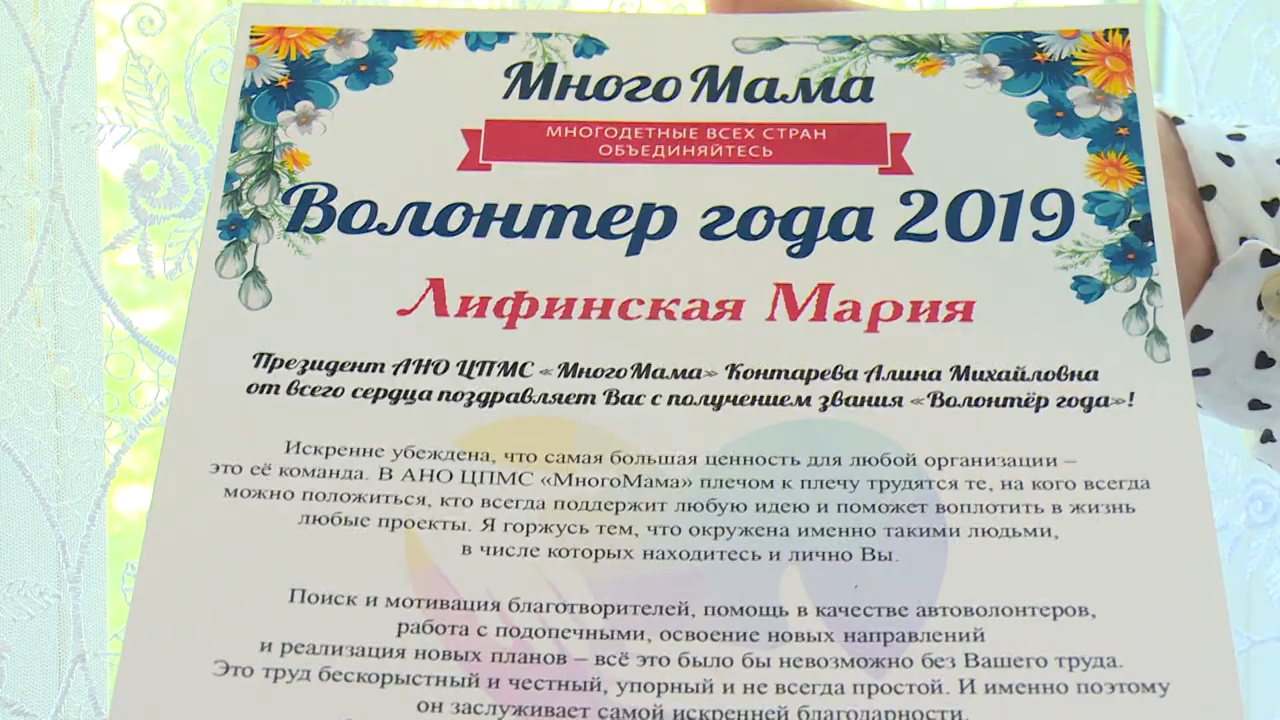 МногоМама
МНОГОДЕТНЫЕ ВСЕХ СТРАН
ОБЪЕДИНЯЙТЕСЬ
Волонтер года 2019
Лифинская Мария
Президент АНО ЦПМС «МногоМама» Контарева Алина Михайловна
от всего сердца поздравляет Вас с получением звания «Волонтёр года»!
Искренне убеждена, что самая большая ценность для любой организации –
это её команда. В АНО ЦПМС «МногоМама» плечом к плечу трудятся те, на кого всегда
можно положиться, кто всегда поддержит любую идею и поможет воплотить в жизнь
любые проекты. Я горжусь тем, что окружена именно такими людьми,
в числе которых находитесь и лично Вы.
Поиск и мотивация благотворителей, помощь в качестве автоволонтеров,
работа с подопечными, освоение новых направлений
и реализация новых планов – всё это было бы невозможно без Вашего труда.
Это труд бескорыстный и честный, упорный и не всегда простой. И именно поэтому
он заслуживает самой искренней благодарности.